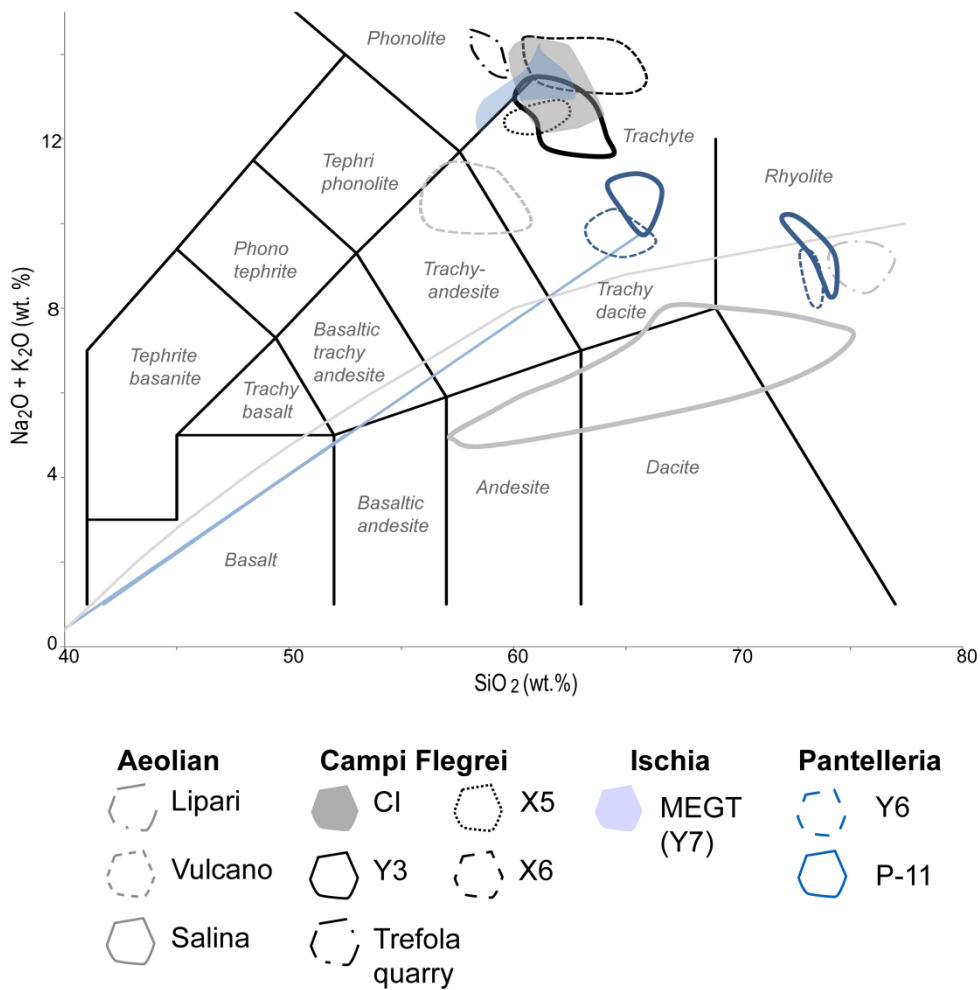 Phonolite
12
Trachyte
Tephri
phonolite
Rhyolite
Phono
tephrite
Trachy-
andesite
Trachy
dacite
8
Basaltic
trachy
andesite
Tephrite
basanite
Trachy
basalt
Na₂O + K₂O (wt. %)
4
Basaltic
andesite
Andesite
Dacite
Basalt
0
40
50
60
70
80
SiO₂ (wt.%)
Aeolian
Lipari
Vulcano
Salina
Campi Flegrei
CI
X5
Y3
X6
Trefola
quarry
Ischia
MEGT
(Y7)
Pantelleria
Y6
P-11